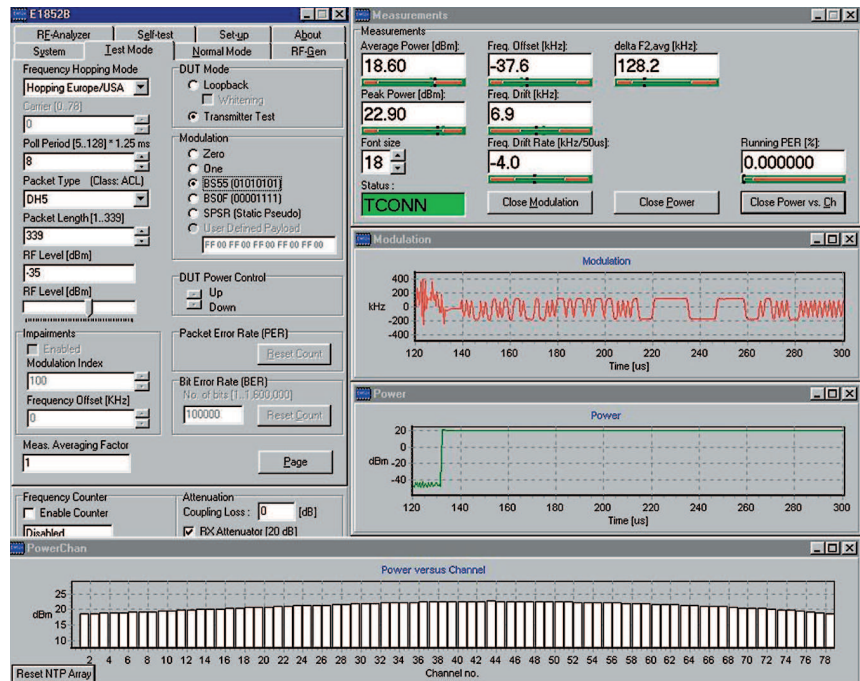 E1852B
RF-Analyzer Self-test Set-up About
System Test Mode Normal Mode RF-Gen
Frequency Hopping Mode
Hopping Europe/USA
Carrier [0..78]
0
Poll Period [5..128] * 1.25 ms
8
Packet Type (Class: ACL)
DH5
Packet Length [1..339]
339
RF Level [dBm]
-35
RF Level [dBm]
Impairments
Enabled
Modulation Index
100
Frequency Offset [KHz]
0
Meas. Averaging Factor
1
DUT Mode
Loopback
Whitening
Transmitter Test
Modulation
Zero
One
BS55 (01010101)
BS0F (00001111)
SPSR (Static Pseudo)
User Defined Payload
FF 00 FF 00 FF 00 FF 00
DUT Power Control
Up
Down
Packet Error Rate (PER)
Reset Count
Bit Error Rate (BER)
No. of bits [1..1,600,000]
100000
Reset Count
Page
Frequency Counter
Enable Counter
Disabled
Attenuation
Coupling Loss : 0 [dB]
RX Attenuator [20 dB]
Measurements
Measurements
Average Power [dBm]:
18.60
Freq. Offset [kHz]:
-37.6
delta F2,avg [kHz]:
128.2
Peak Power [dBm]:
22.90
Freq. Drift [kHz]:
6.9
Font size
18
Freq. Drift Rate [kHz/50us]:
-4.0
Running PER [%]:
0.000000
Status :
TCONN
Close Modulation
Close Power
Close Power vs. Ch
Modulation
Modulation
400
200
0
-200
-400
kHz
120 140 160 180 200 220 240 260 280 300
Time [us]
Power
Power
20
0
-20
-40
dBm
120 140 160 180 200 220 240 260 280 300
Time [us]
PowerChan
Power versus Channel
25
20
15
10
dBm
2 4 6 8 10 12 14 16 18 20 22 24 26 28 30 32 34 36 38 40 42 44 46 48 50 52 54 56 58 60 62 64 66 68 70 72 74 76 78
Channel no.
Reset NTP Array